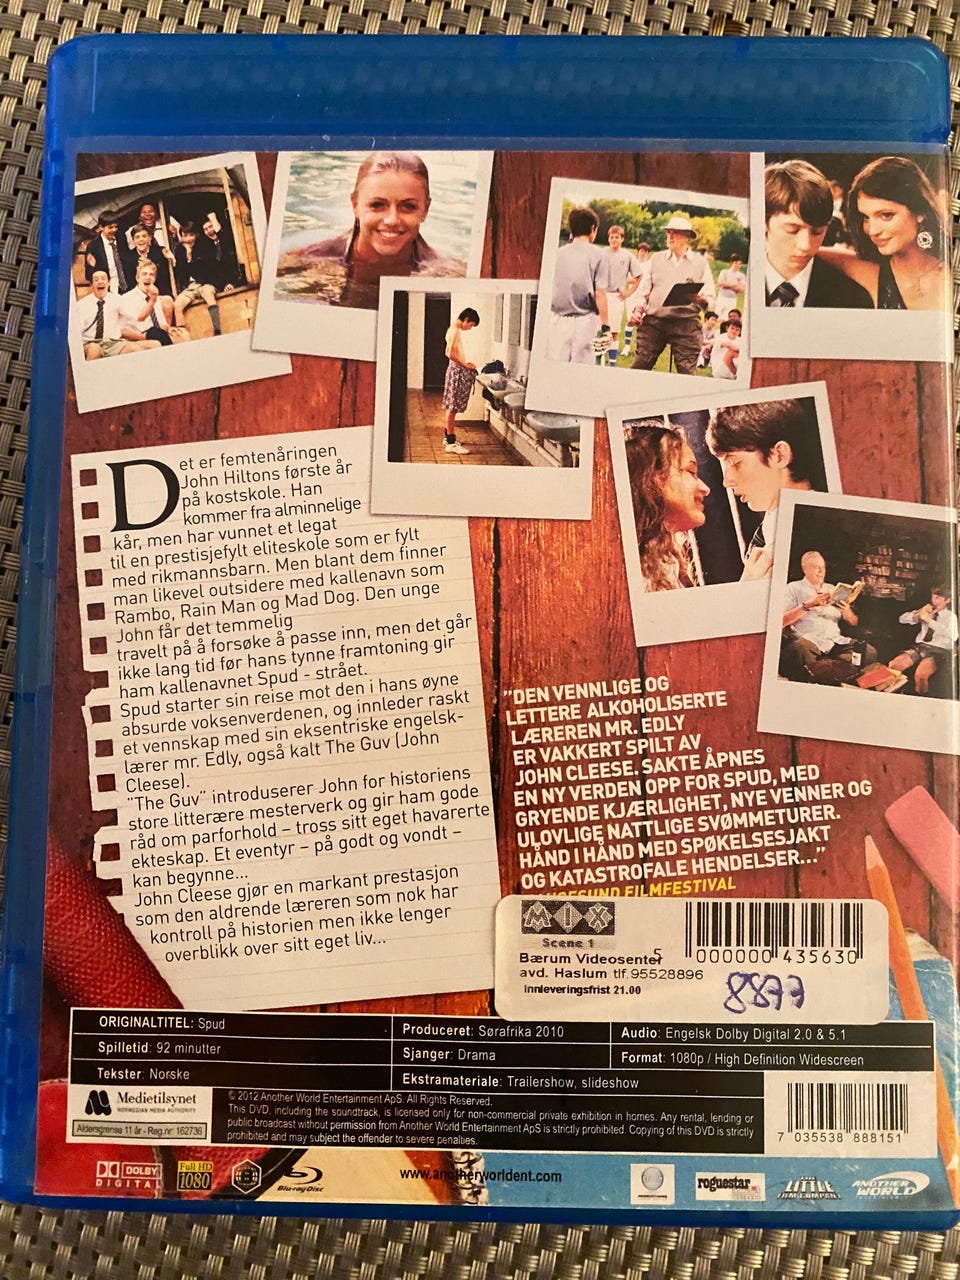 Det er femtenåringen
John Hiltons første år
på kostskole. Han
kommer fra alminnelige
kår, men har vunnet et legat
til en prestisjefylt eliteskole som er fylt
med rikmannsbarn. Men blant dem finner
man likevel outsidere med kallenavn som
Rambo, Rain Man og Mad Dog. Den unge
John får det temmelig
travelt på å forsøke å passe inn, men det går
ikke lang tid før hans tynne framtoning gir
ham kallenavnet Spud - strået.
Spud starter sin reise mot den i hans øyne
absurde voksenverdenen, og innleder raskt
et vennskap med sin eksentriske engelsk-
lærer mr. Edly, også kalt The Guv (John
Cleese).
"The Guv" introduserer John for historiens
store litterære mesterverk og gir ham gode
råd om parforhold – tross sitt eget havarerte
ekteskap. Et eventyr – på godt og vondt –
kan begynne...
John Cleese gjør en markant prestasjon
som den aldrende læreren som nok har
kontroll på historien men ikke lenger
overblikk over sitt eget liv...
"DEN VENNLIGE OG
LETTERE ALKOHOLISERTE
LÆREREN MR. EDLY
ER VAKKERT SPILT AV
JOHN CLEESE. SAKTE ÅPNES
EN NY VERDEN OPP FOR SPUD, MED
GRYENDE KJÆRLIGHET, NYE VENNER OG
ULOVLIGE NATTLIGE SVØMMETURER.
HÅND I HÅND MED SPØKELSESJAKT
OG KATASTROFALE HENDELSER..."
FILMFESTIVAL
MIX
Scene 1
Bærum Videosenter 5
avd. Haslum tlf.95528896
Innleveringsfrist 21.00
000000 435630
8877
ORIGINALTITEL: Spud
Spilletid: 92 minutter
Tekster: Norske
Produceret: Sørafrika 2010
Sjanger: Drama
Ekstramateriale: Trailershow, slideshow
Audio: Engelsk Dolby Digital 2.0 & 5.1
Format: 1080p / High Definition Widescreen
Medietilsynet
NORWEGIAN MEDIA AUTHORITY
Aldersgrense 11 år - Reg.nr: 162736
© 2012 Another World Entertainment ApS. All Rights Reserved.
This DVD, including the soundtrack, is licensed only for non-commercial private exhibition in homes. Any rental, lending or
public broadcast without permission from Another World Entertainment ApS is strictly prohibited. Copying of this DVD is strictly
prohibited and may subject the offender to severe penalties.
7 035538 888151
DOLBY
DIGITAL
Full HD
1080
Blu-ray Disc
www.anotherworldent.com
roguestar
LITTLE
FILM COMPANY
ANOTHER
WORLD